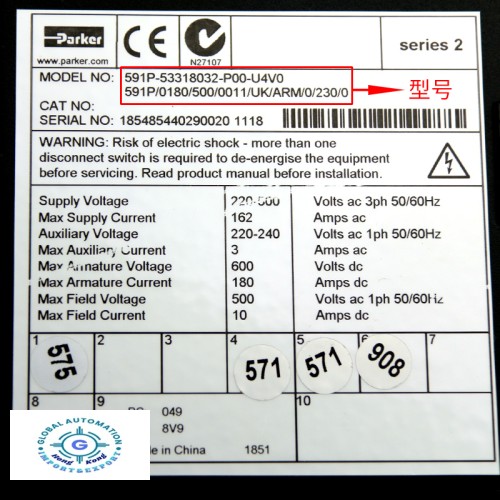 Parker
www.parker.com
CE
N27107
series 2
MODEL NO: 591P-53318032-P00-U4V0
591P/0180/500/0011/UK/ARM/0/230/0
型号
CAT NO:
SERIAL NO: 185485440290020 1118
WARNING: Risk of electric shock - more than one
disconnect switch is required to de-energise the equipment
before servicing. Read product manual before installation.
Supply Voltage 220-500 Volts ac 3ph 50/60Hz
Max Supply Current 162 Amps ac
Auxiliary Voltage 220-240 Volts ac 1ph 50/60Hz
Max Auxiliary Current 3 Amps ac
Max Armature Voltage 600 Volts dc
Max Armature Current 180 Amps dc
Max Field Voltage 500 Volts ac 1ph 50/60Hz
Max Field Current 10 Amps dc
1 2 3 4 5 6 7
575 571 571 908
8 9 10
049
8V9
in China 1851
GLOBAL AUTOMATION
G
Hong Kong
IMPORT&EXPORT